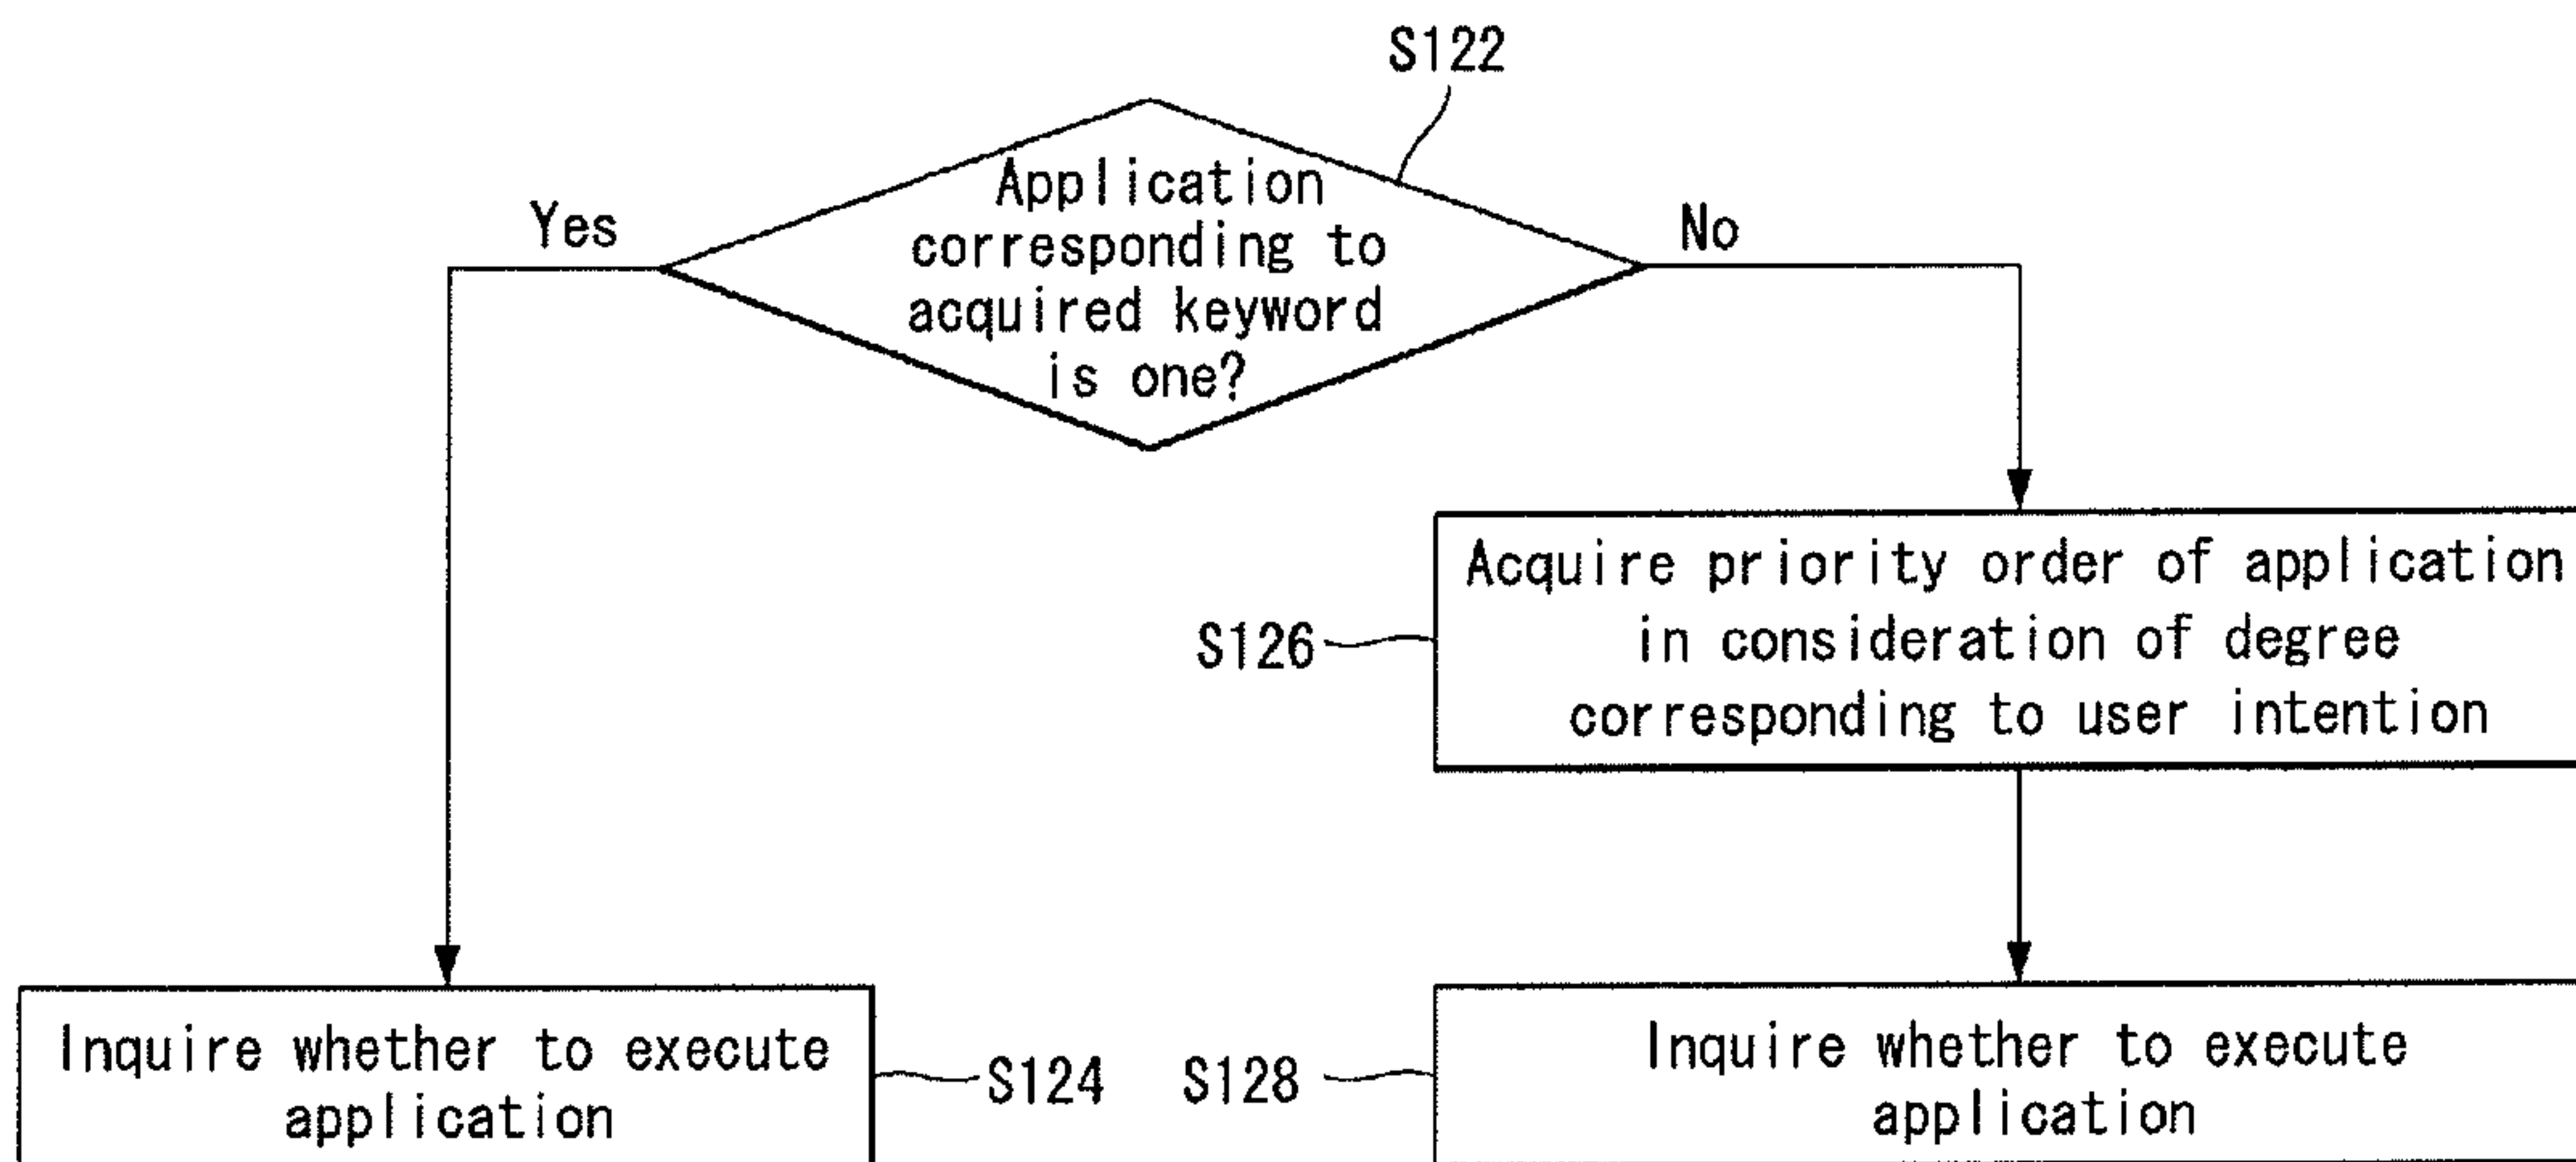 S122
Application
corresponding to
acquired keyword
is one?
Yes
No
Acquire priority order of application
in consideration of degree
corresponding to user intention
S126
Inquire whether to execute
application
S124
S128
Inquire whether to execute
application